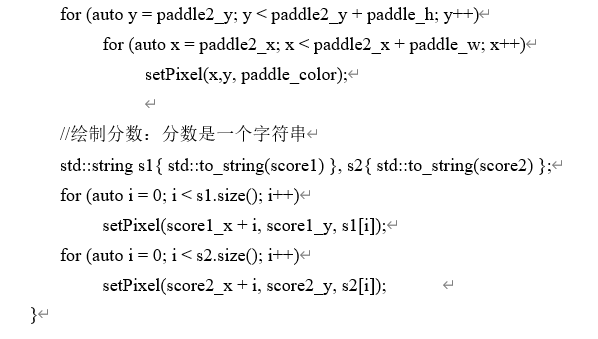 for (auto y = paddle2_y; y < paddle2_y + paddle_h; y++)
for (auto x = paddle2_x; x < paddle2_x + paddle_w; x++)
setPixel(x,y, paddle_color);
//绘制分数：分数是一个字符串
std::string s1{ std::to_string(score1) }, s2{ std::to_string(score2) };
for (auto i = 0; i < s1.size(); i++)
setPixel(score1_x + i, score1_y, s1[i]);
for (auto i = 0; i < s2.size(); i++)
setPixel(score2_x + i, score2_y, s2[i]);
}